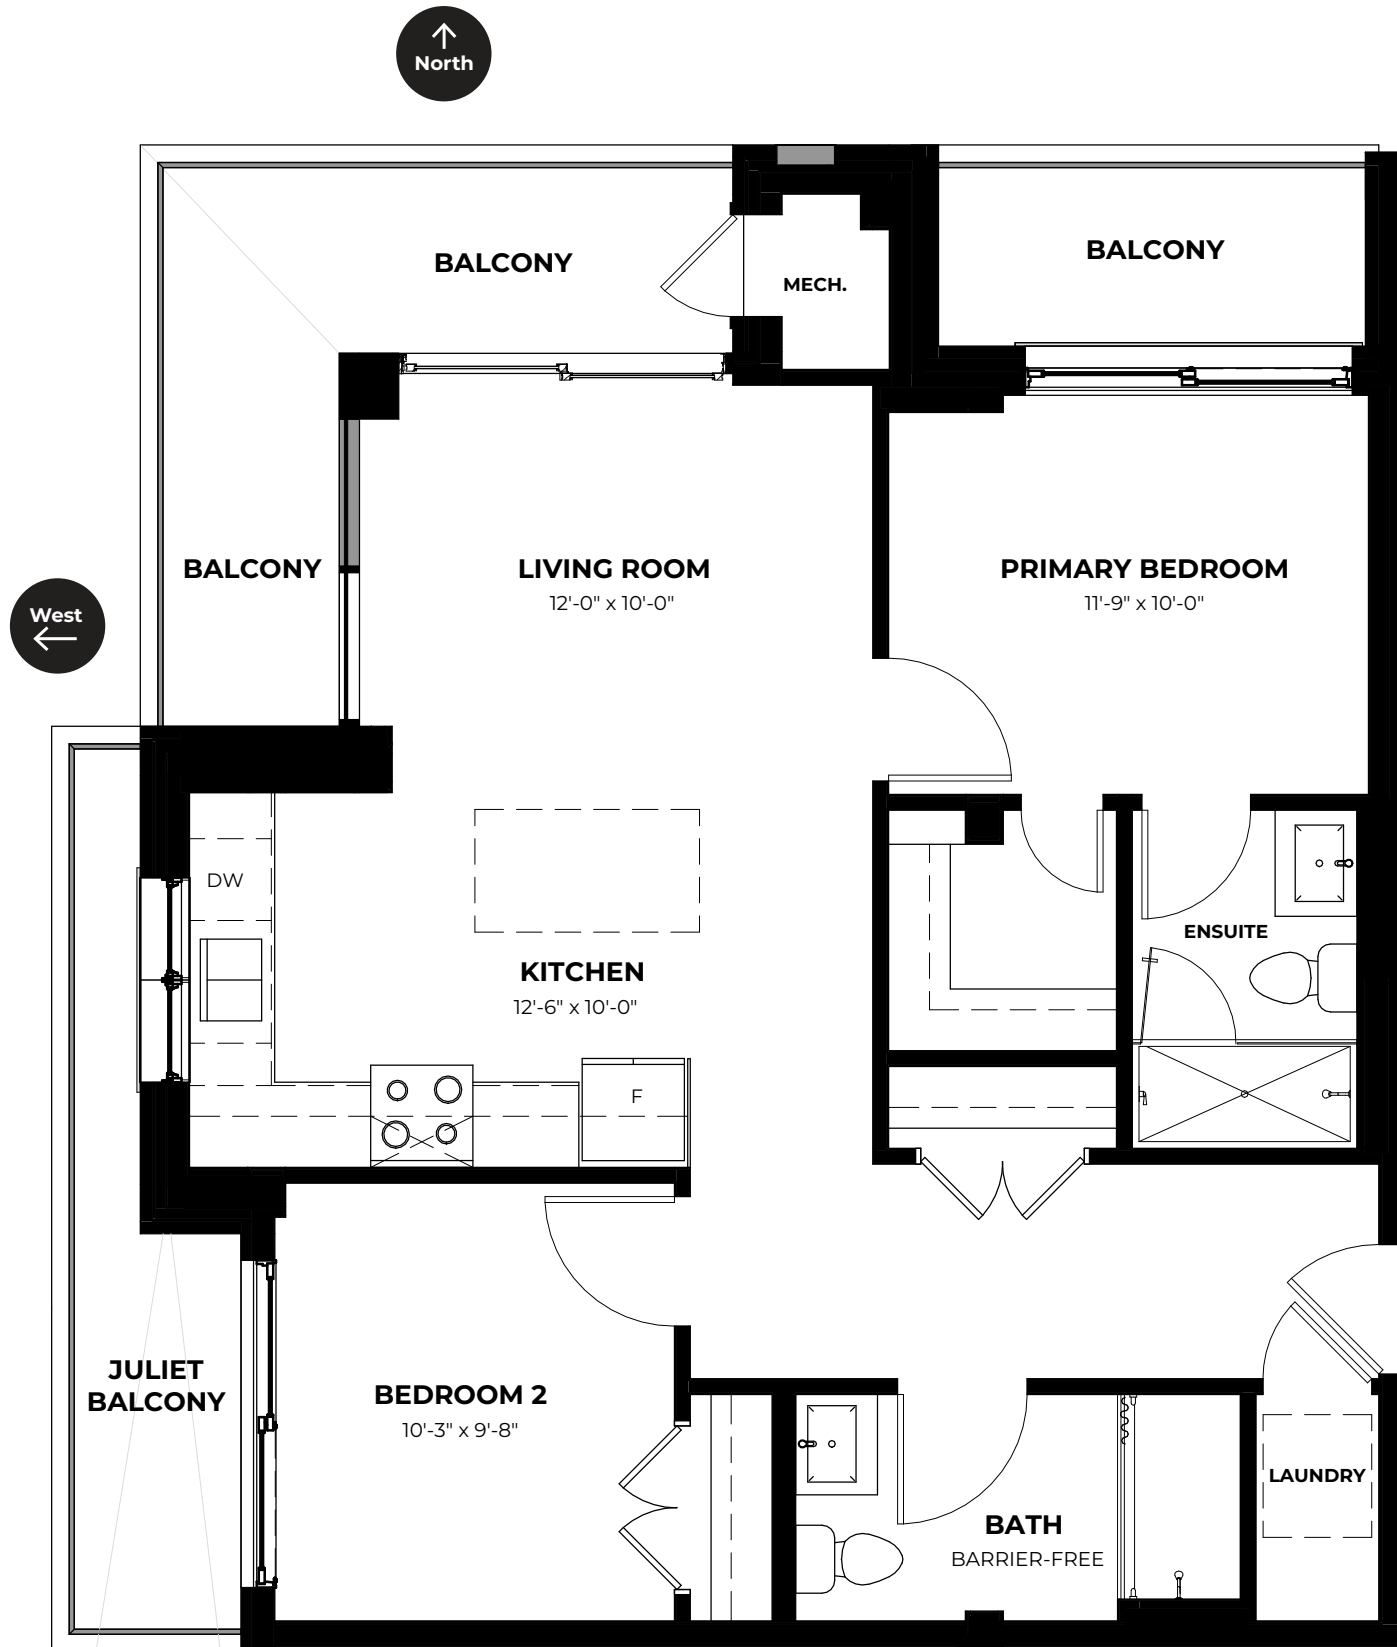 North
BALCONY
BALCONY
MECH.
BALCONY
LIVING ROOM
12'-0" x 10'-0"
PRIMARY BEDROOM
11'-9" x 10'-0"
West
DW
ENSUITE
KITCHEN
12'-6" x 10'-0"
F
JULIET
BALCONY
BEDROOM 2
10'-3" x 9'-8"
LAUNDRY
BATH
BARRIER-FREE